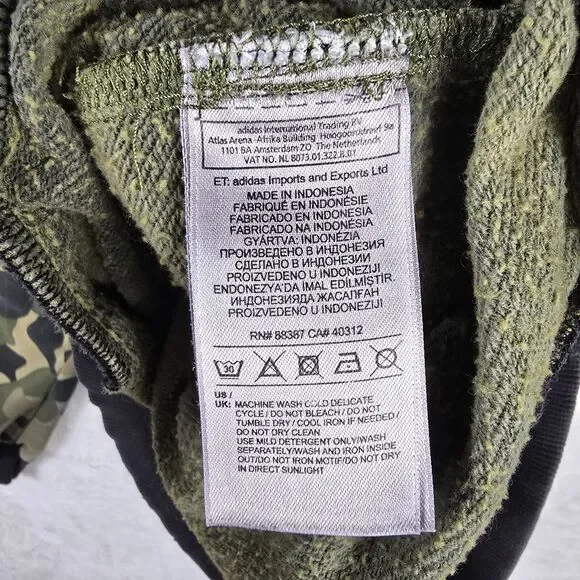 adidas International Trading BV
Atlas Arena -Afrika Building, Hoogoorddreef 9a
1101 BA Amsterdam ZO, The Netherlands
VAT NO. NL 8073.01.322.B.01
ET: adidas Imports and Exports Ltd
MADE IN INDONESIA
FABRIQUÉ EN INDONÉSIE
FABRICADO EN INDONESIA
FABRICADO NA INDONÉSIA
GYÁRTVA: INDONÉZIA
ПРОИЗВЕДЕНО В ИНДОНЕЗИЯ
СДЕЛАНО В ИНДОНЕЗИИ
PROIZVEDENO U INDONEZIJI
ENDONEZYA'DA İMAL EDİLMİŞTİR
ИНДОНЕЗИЯДА ЖАСАЛҒАН
PROIZVEDENO U INDONEZIJI
RN# 88387 CA# 40312
30
US /
UK: MACHINE WASH COLD DELICATE
CYCLE / DO NOT BLEACH / DO NOT
TUMBLE DRY / COOL IRON IF NEEDED /
DO NOT DRY CLEAN
USE MILD DETERGENT ONLY/WASH
SEPARATELY/WASH AND IRON INSIDE
OUT/DO NOT IRON MOTIF/DO NOT DRY
IN DIRECT SUNLIGHT